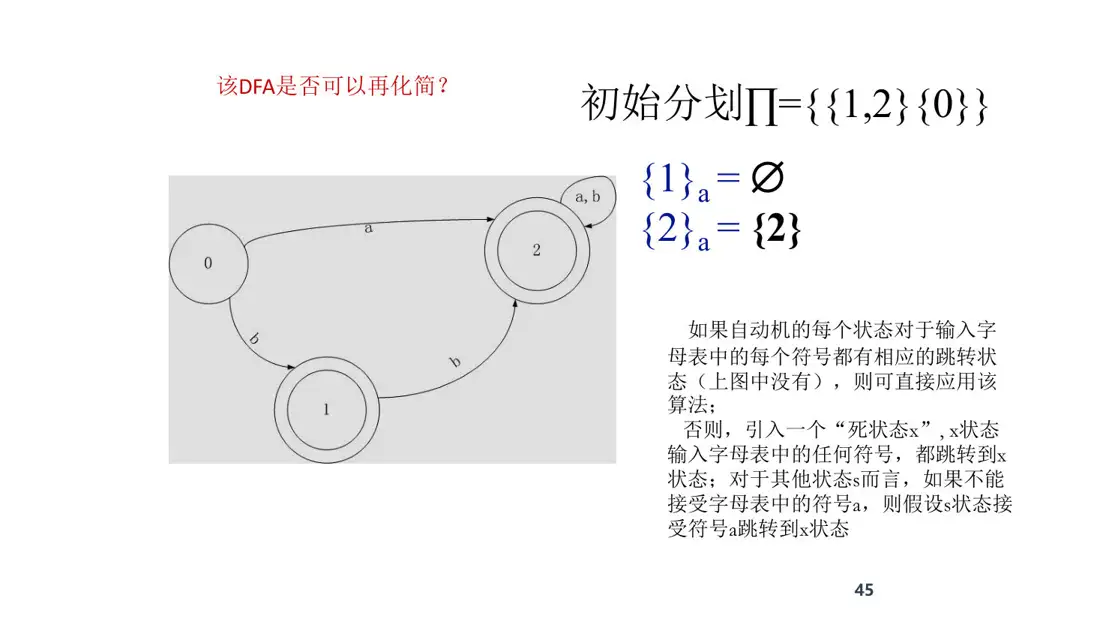 该DFA是否可以再化简？
初始分划∏={{1,2}{0}}
{1}a = ∅
{2}a = {2}
a,b
a
2
0
b
b
1
如果自动机的每个状态对于输入字
母表中的每个符号都有相应的跳转状
态（上图中没有），则可直接应用该
算法；
否则，引入一个“死状态x”,x状态
输入字母表中的任何符号，都跳转到x
状态；对于其他状态s而言，如果不能
接受字母表中的符号a，则假设s状态接
受符号a跳转到x状态
45